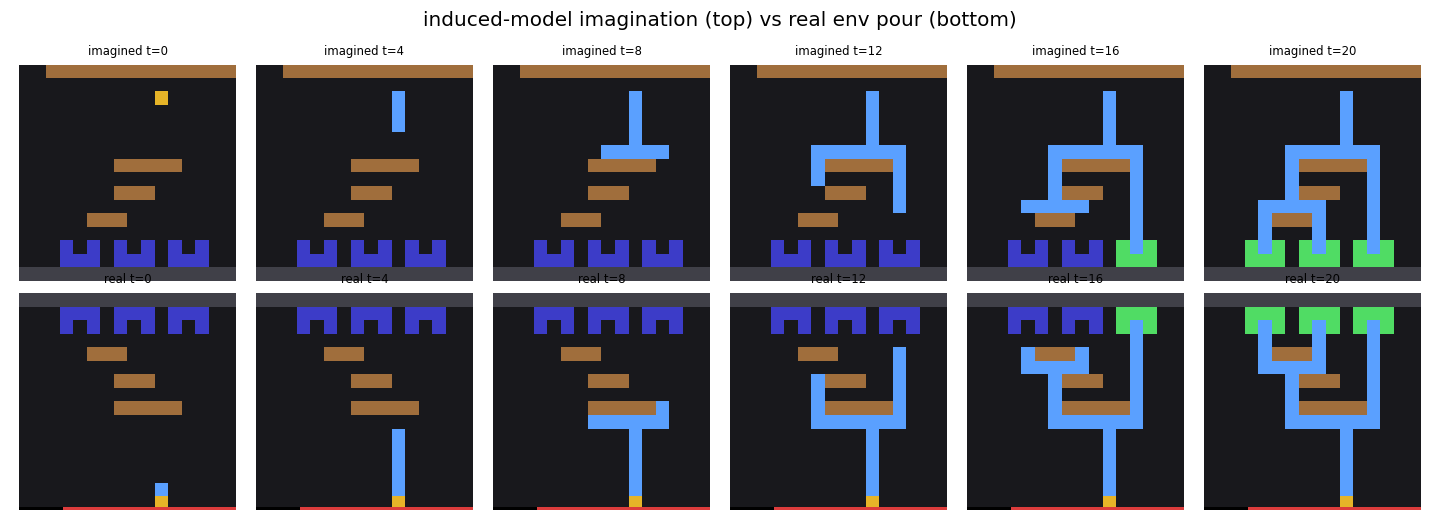 induced-model imagination (top) vs real env pour (bottom)
imagined t=0
imagined t=4
imagined t=8
imagined t=12
imagined t=16
imagined t=20
real t=0
real t=4
real t=8
real t=12
real t=16
real t=20